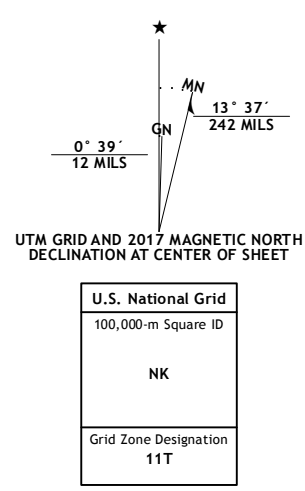 ★
MN
13° 37´
242 MILS
GN
0° 39´
12 MILS
UTM GRID AND 2017 MAGNETIC NORTH
DECLINATION AT CENTER OF SHEET
U.S. National Grid
100,000-m Square ID
NK
Grid Zone Designation
11T